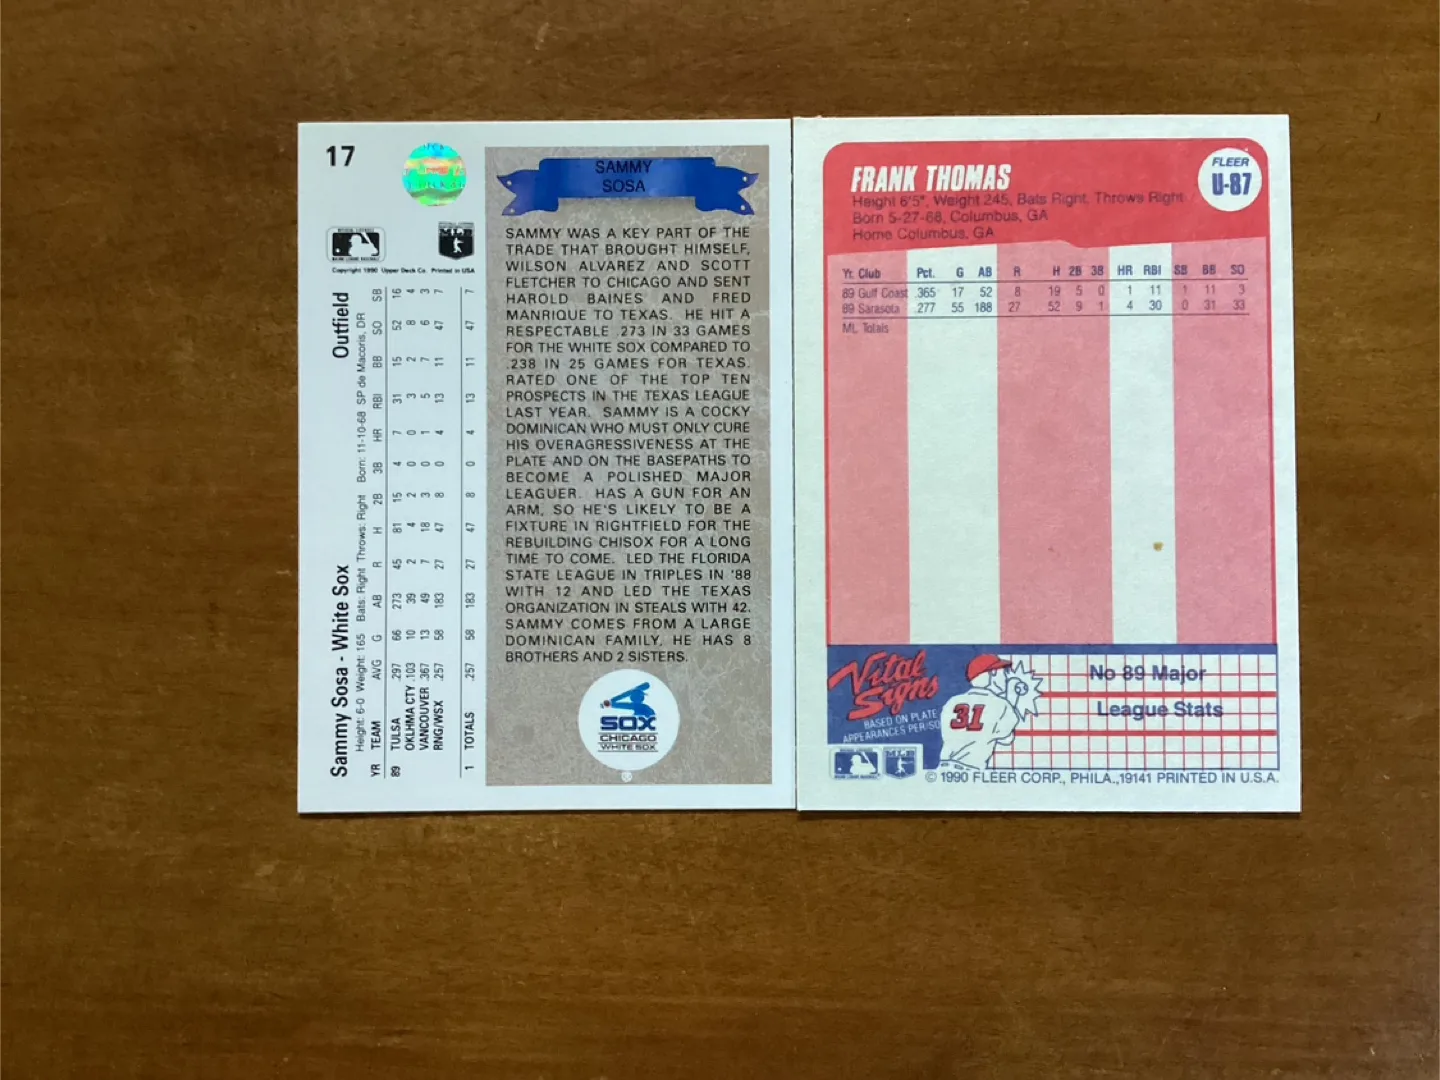 17
Copyright 1990 Upper Deck Co. Printed in USA
Sammy Sosa - White Sox Outfield
Height: 6-0 Weight: 165 Bats: Right Throws: Right Born: 11-10-68 SP de Macoris, DR
YR TEAM AVG G AB R H 2B 3B HR RBI BB SO SB
89 TULSA .297 66 273 45 81 15 4 7 31 15 52 16
OKLHMA CTY .103 10 39 2 4 2 0 0 3 2 8 4
VANCOUVER .367 13 49 7 18 3 0 1 5 7 6 3
RNG/WSX .257 58 183 27 47 8 0 4 13 11 47 7
1 TOTALS .257 58 183 27 47 8 0 4 13 11 47 7
SAMMY
SOSA
SAMMY WAS A KEY PART OF THE
TRADE THAT BROUGHT HIMSELF,
WILSON ALVAREZ AND SCOTT
FLETCHER TO CHICAGO AND SENT
HAROLD BAINES AND FRED
MANRIQUE TO TEXAS. HE HIT A
RESPECTABLE .273 IN 33 GAMES
FOR THE WHITE SOX COMPARED TO
.238 IN 25 GAMES FOR TEXAS.
RATED ONE OF THE TOP TEN
PROSPECTS IN THE TEXAS LEAGUE
LAST YEAR. SAMMY IS A COCKY
DOMINICAN WHO MUST ONLY CURE
HIS OVERAGRESSIVENESS AT THE
PLATE AND ON THE BASEPATHS TO
BECOME A POLISHED MAJOR
LEAGUER. HAS A GUN FOR AN
ARM, SO HE'S LIKELY TO BE A
FIXTURE IN RIGHTFIELD FOR THE
REBUILDING CHISOX FOR A LONG
TIME TO COME. LED THE FLORIDA
STATE LEAGUE IN TRIPLES IN '88
WITH 12 AND LED THE TEXAS
ORGANIZATION IN STEALS WITH 42.
SAMMY COMES FROM A LARGE
DOMINICAN FAMILY, HE HAS 8
BROTHERS AND 2 SISTERS.
SOX
CHICAGO
WHITE SOX
FRANK THOMAS
FLEER
U-87
Height 6'5", Weight 245, Bats Right, Throws Right
Born 5-27-68, Columbus, GA
Home Columbus, GA
Yr. Club Pct. G AB R H 2B 3B HR RBI SB BB SO
89 Gulf Coast .365 17 52 8 19 5 0 1 11 1 11 3
89 Sarasota .277 55 188 27 52 9 1 4 30 0 31 33
ML Totals
Vital
Signs
BASED ON PLATE
APPEARANCES PER/SO
31
No 89 Major
League Stats
© 1990 FLEER CORP., PHILA.,19141 PRINTED IN U.S.A.